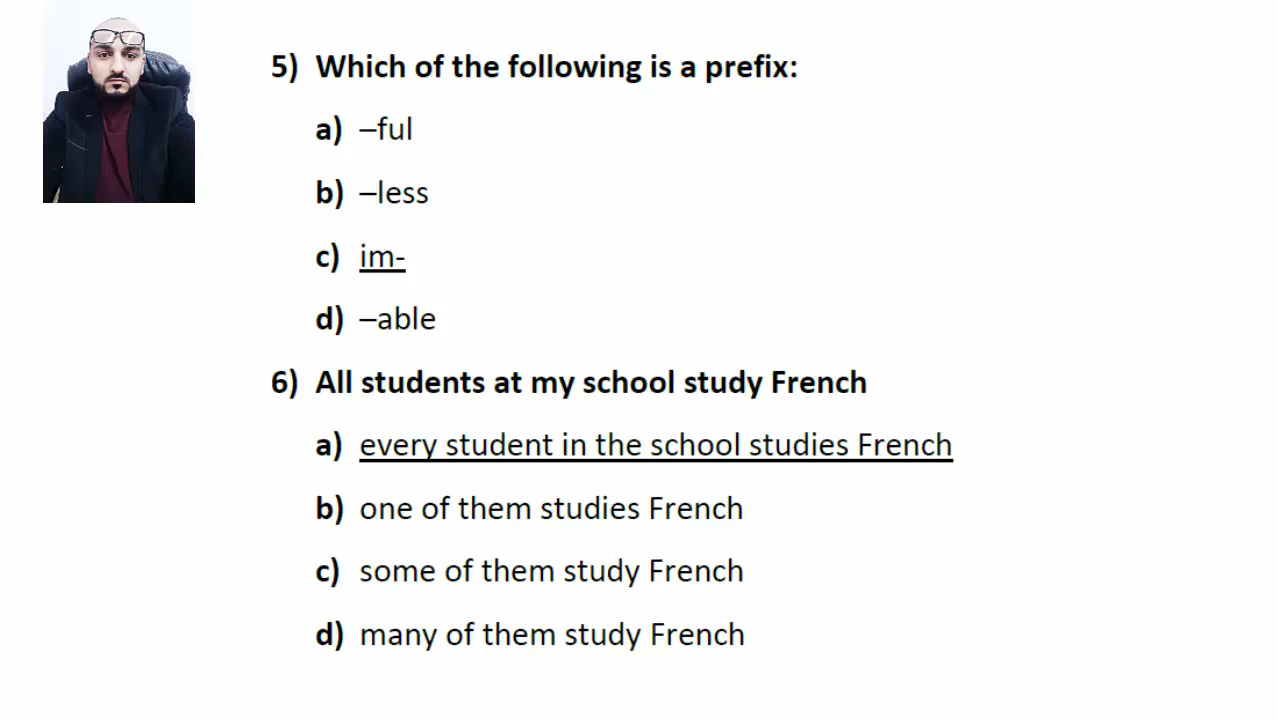 5) Which of the following is a prefix:
a) –ful
b) –less
c) im-
d) –able
6) All students at my school study French
a) every student in the school studies French
b) one of them studies French
c) some of them study French
d) many of them study French